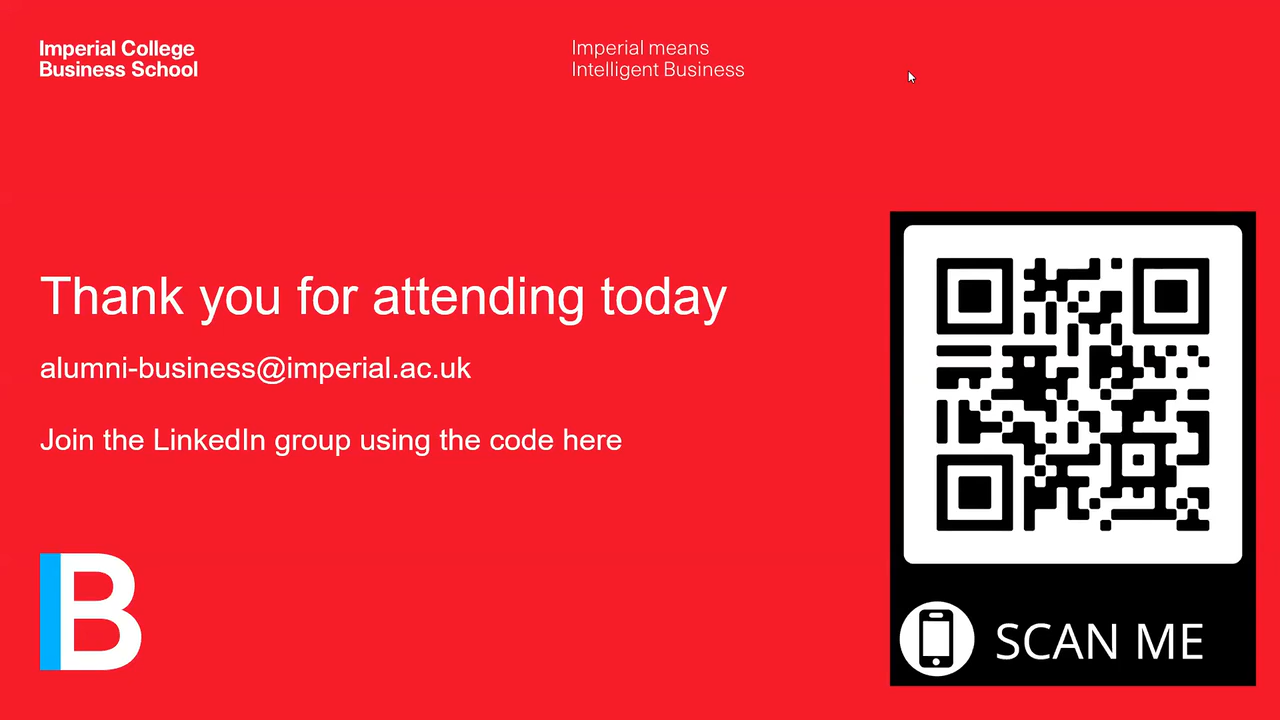 Imperial College
Business School
Imperial means
Intelligent Business
Thank you for attending today
alumni-business@imperial.ac.uk
Join the LinkedIn group using the code here
B
SCAN ME